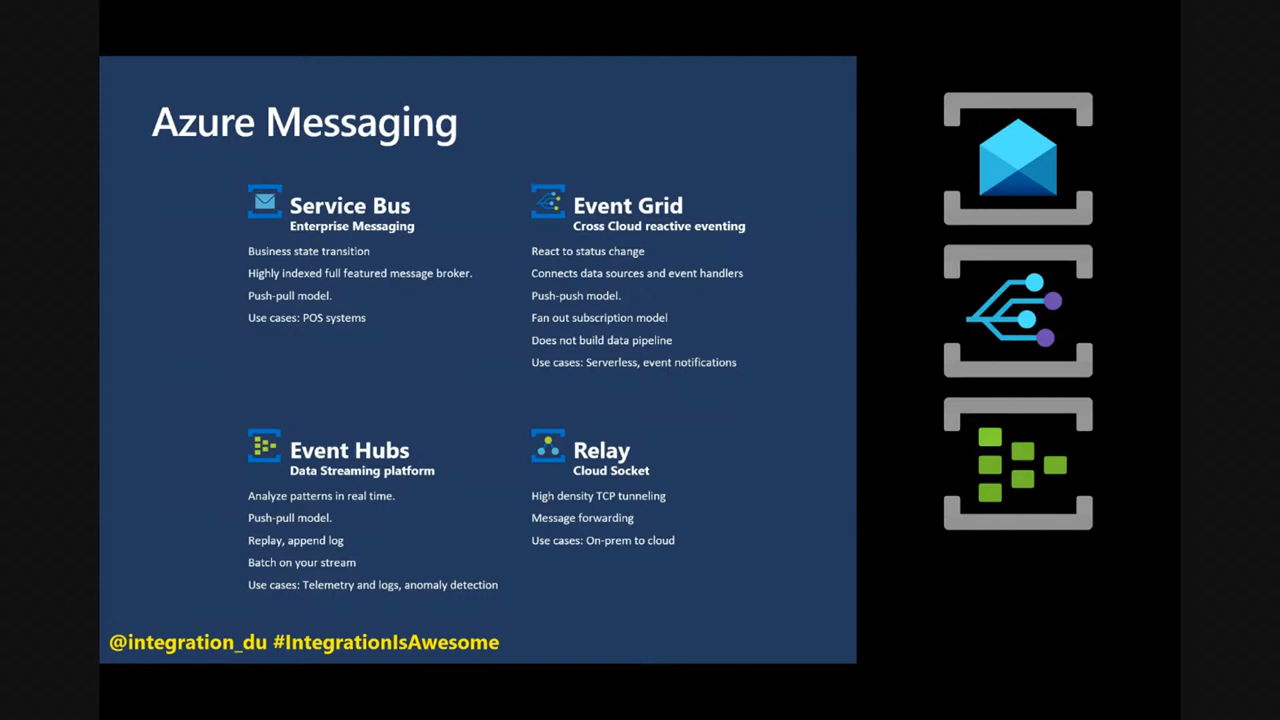 Azure Messaging
Service Bus
Enterprise Messaging
Business state transition
Highly indexed full featured message broker.
Push-pull model.
Use cases: POS systems
Event Grid
Cross Cloud reactive eventing
React to status change
Connects data sources and event handlers
Push-push model.
Fan out subscription model
Does not build data pipeline
Use cases: Serverless, event notifications
Event Hubs
Data Streaming platform
Analyze patterns in real time.
Push-pull model.
Replay, append log
Batch on your stream
Use cases: Telemetry and logs, anomaly detection
Relay
Cloud Socket
High density TCP tunneling
Message forwarding
Use cases: On-prem to cloud
@integration_du #IntegrationIsAwesome